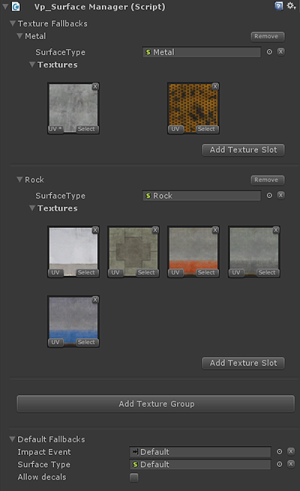 Vp_Surface Manager (Script)
Texture Fallbacks
Metal Remove
SurfaceType Metal
Textures
X X
UV * Select UV Select
Add Texture Slot
Rock Remove
SurfaceType Rock
Textures
X X X X
UV Select UV Select UV Select UV Select
X
UV Select
Add Texture Slot
Add Texture Group
Default Fallbacks
Impact Event Default
Surface Type Default
Allow decals